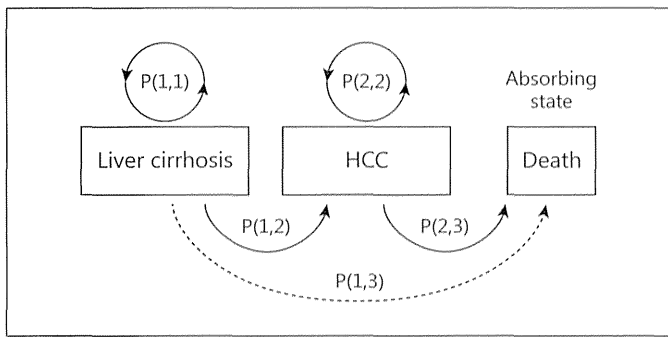 P(1,1)
P(2,2)
Absorbing
state
Liver cirrhosis
HCC
Death
P(1,2)
P(2,3)
P(1,3)